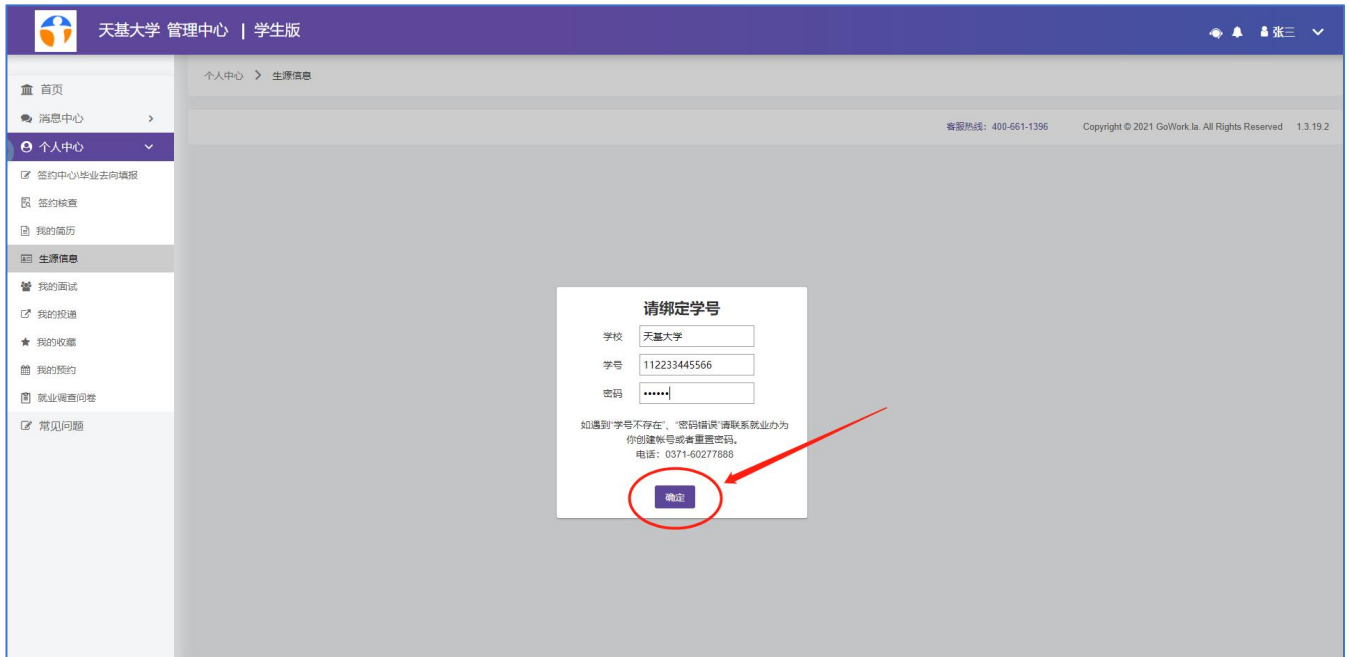 天基大学 管理中心 | 学生版
张三
首页
消息中心
个人中心
签约中心\毕业去向填报
签约核查
我的简历
生源信息
我的面试
我的投递
我的收藏
我的预约
就业调查问卷
常见问题
个人中心 > 生源信息
客服热线：400-661-1396 Copyright © 2021 GoWork.la. All Rights Reserved 1.3.19.2
请绑定学号
学校 天基大学
学号 112233445566
密码 ••••••
如遇到“学号不存在”、“密码错误”请联系就业办为
你创建帐号或者重置密码。
电话：0371-60277888
确定